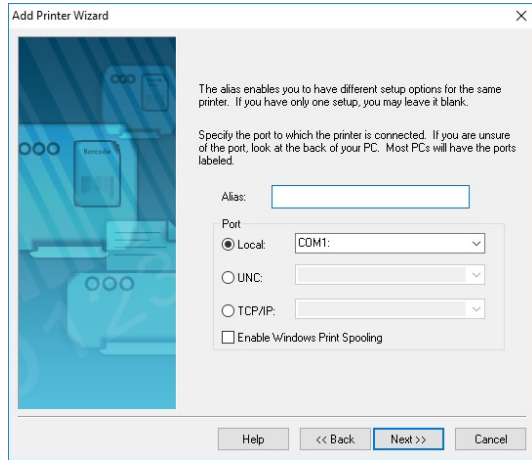 Add Printer Wizard
The alias enables you to have different setup options for the same
printer. If you have only one setup, you may leave it blank.
Specify the port to which the printer is connected. If you are unsure
of the port, look at the back of your PC. Most PCs will have the ports
labeled.
Alias:
Port
Local: COM1:
UNC:
TCP/IP:
Enable Windows Print Spooling
Help << Back Next >> Cancel
Barcode